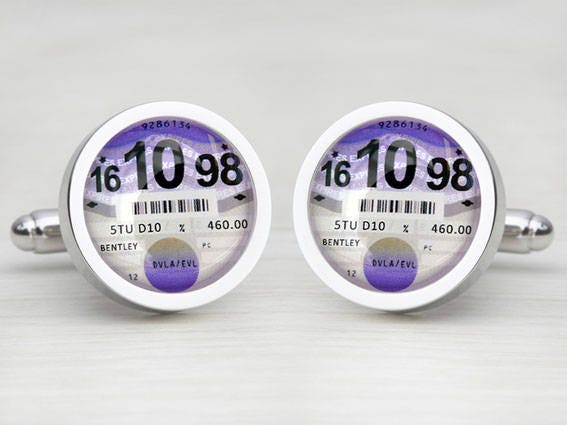 9286134
16 10 98
5TU D10 % 460.00
BENTLEY PC
DVLA/EVL
12
9286134
16 10 98
5TU D10 % 460.00
BENTLEY PC
DVLA/EVL
12